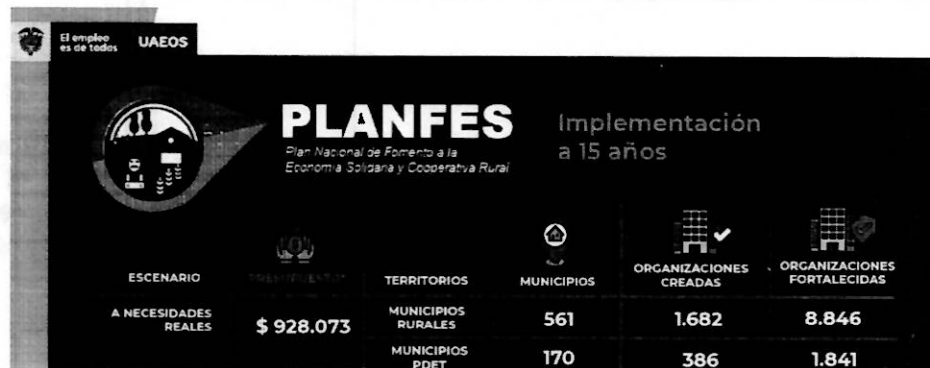 El empleo
es de todos
UAEOS
PLANFES
Plan Nacional de Fomento a la
Economía Solidaria y Cooperativa Rural
Implementación
a 15 años
ESCENARIO PRESUPUESTO TERRITORIOS MUNICIPIOS ORGANIZACIONES CREADAS ORGANIZACIONES FORTALECIDAS
A NECESIDADES REALES $ 928.073 MUNICIPIOS RURALES 561 1.682 8.846
MUNICIPIOS PDET 170 386 1.841